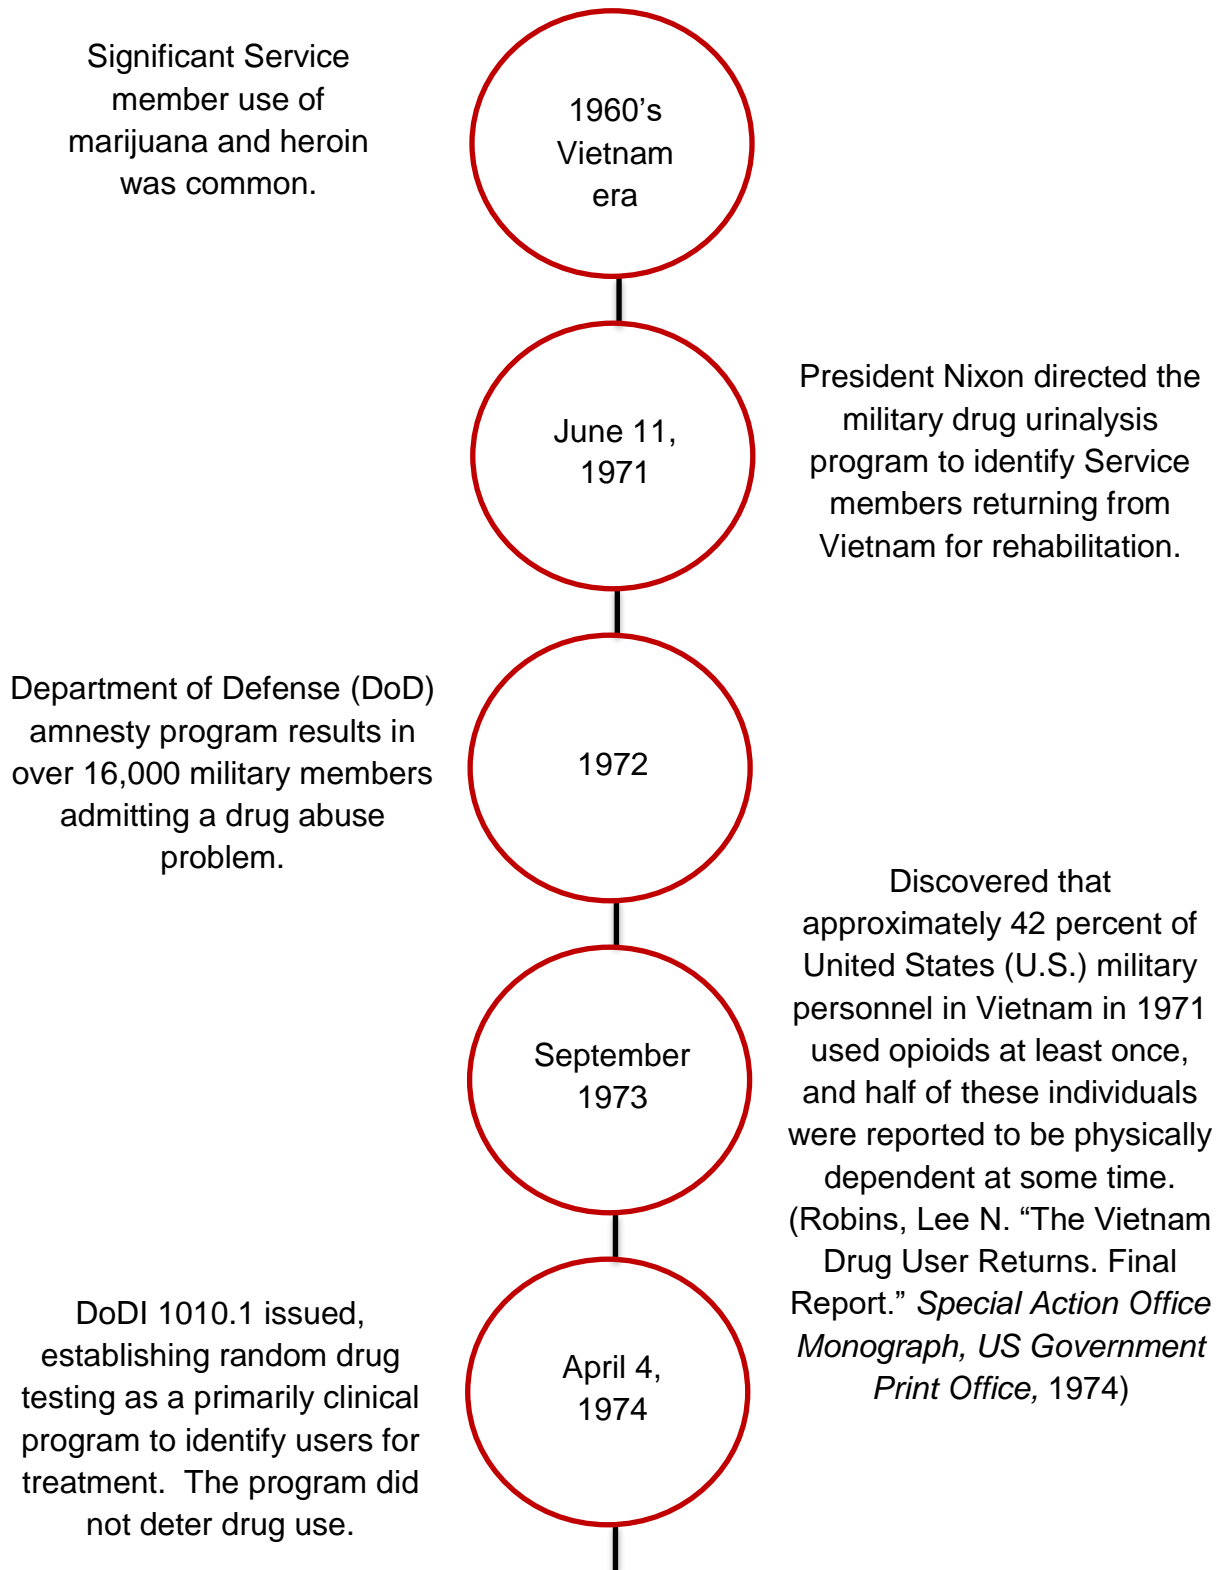 Significant Service
member use of
marijuana and heroin
was common.
1960’s
Vietnam
era
June 11,
1971
President Nixon directed the
military drug urinalysis
program to identify Service
members returning from
Vietnam for rehabilitation.
Department of Defense (DoD)
amnesty program results in
over 16,000 military members
admitting a drug abuse
problem.
1972
September
1973
Discovered that
approximately 42 percent of
United States (U.S.) military
personnel in Vietnam in 1971
used opioids at least once,
and half of these individuals
were reported to be physically
dependent at some time.
(Robins, Lee N. “The Vietnam
Drug User Returns. Final
Report.” Special Action Office
Monograph, US Government
Print Office, 1974)
DoDI 1010.1 issued,
establishing random drug
testing as a primarily clinical
program to identify users for
treatment.  The program did
not deter drug use.
April 4,
1974